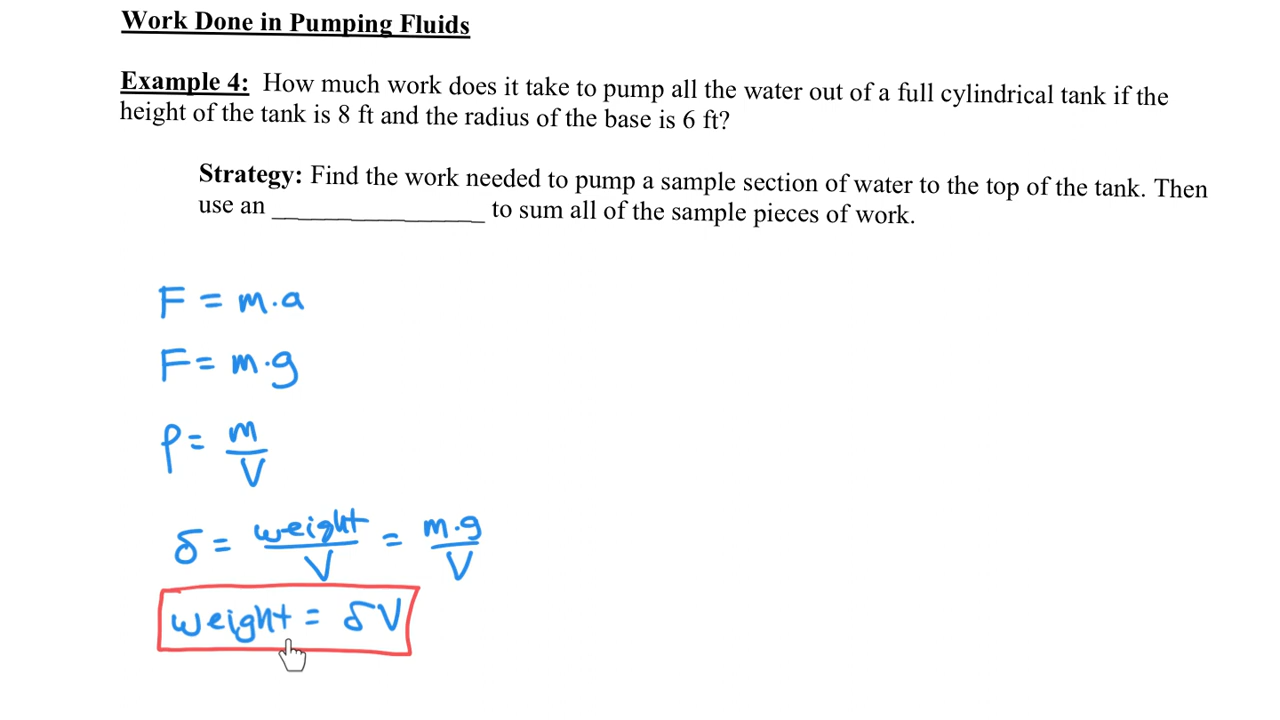 Work Done in Pumping Fluids
Example 4: How much work does it take to pump all the water out of a full cylindrical tank if the
height of the tank is 8 ft and the radius of the base is 6 ft?
Strategy: Find the work needed to pump a sample section of water to the top of the tank. Then
use an ________________ to sum all of the sample pieces of work.
F = m·a
F = m·g
ρ = m/V
δ = weight/V = m·g/V
weight = δV